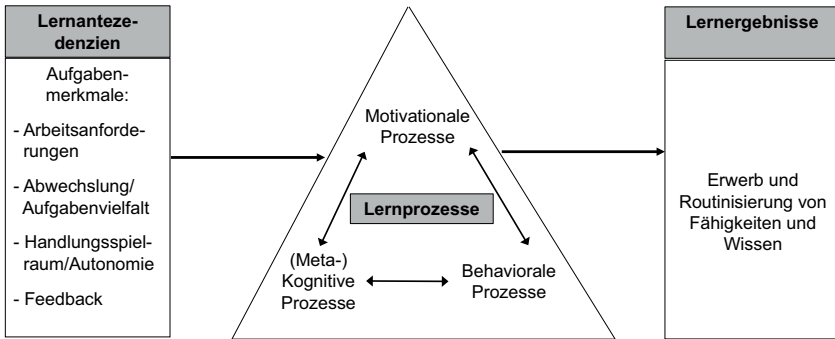 Lernanteze-
denzien
Aufgaben-
merkmale:
- Arbeitsanforde-
rungen
- Abwechslung/
Aufgabenvielfalt
- Handlungsspiel-
raum/Autonomie
- Feedback
Motivationale
Prozesse
Lernprozesse
(Meta-)
Kognitive
Prozesse
Behaviorale
Prozesse
Lernergebnisse
Erwerb und
Routinisierung von
Fähigkeiten und
Wissen